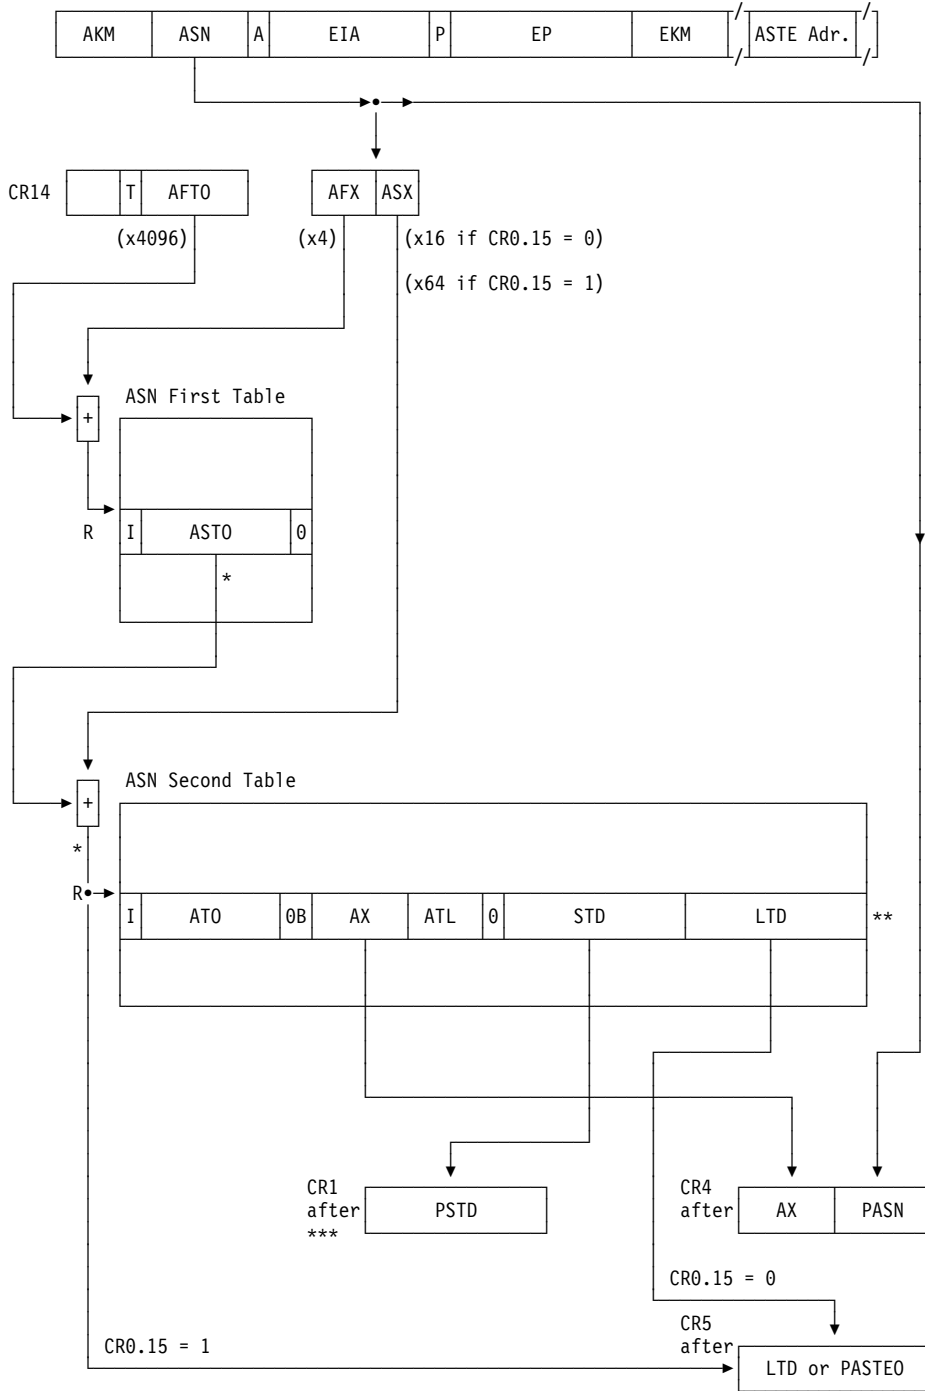 AKM ASN A EIA P EP EKM / / ASTE Adr. / /
CR14 T AFTO AFX ASX
(x4096) (x4) (x16 if CR0.15 = 0)
(x64 if CR0.15 = 1)
ASN First Table
+
R I ASTO 0
*
ASN Second Table
+
*
R
I ATO 0B AX ATL 0 STD LTD **
CR1
after
***
PSTD
CR4
after
AX PASN
CR0.15 = 0
CR5
after
CR0.15 = 1
LTD or PASTEO